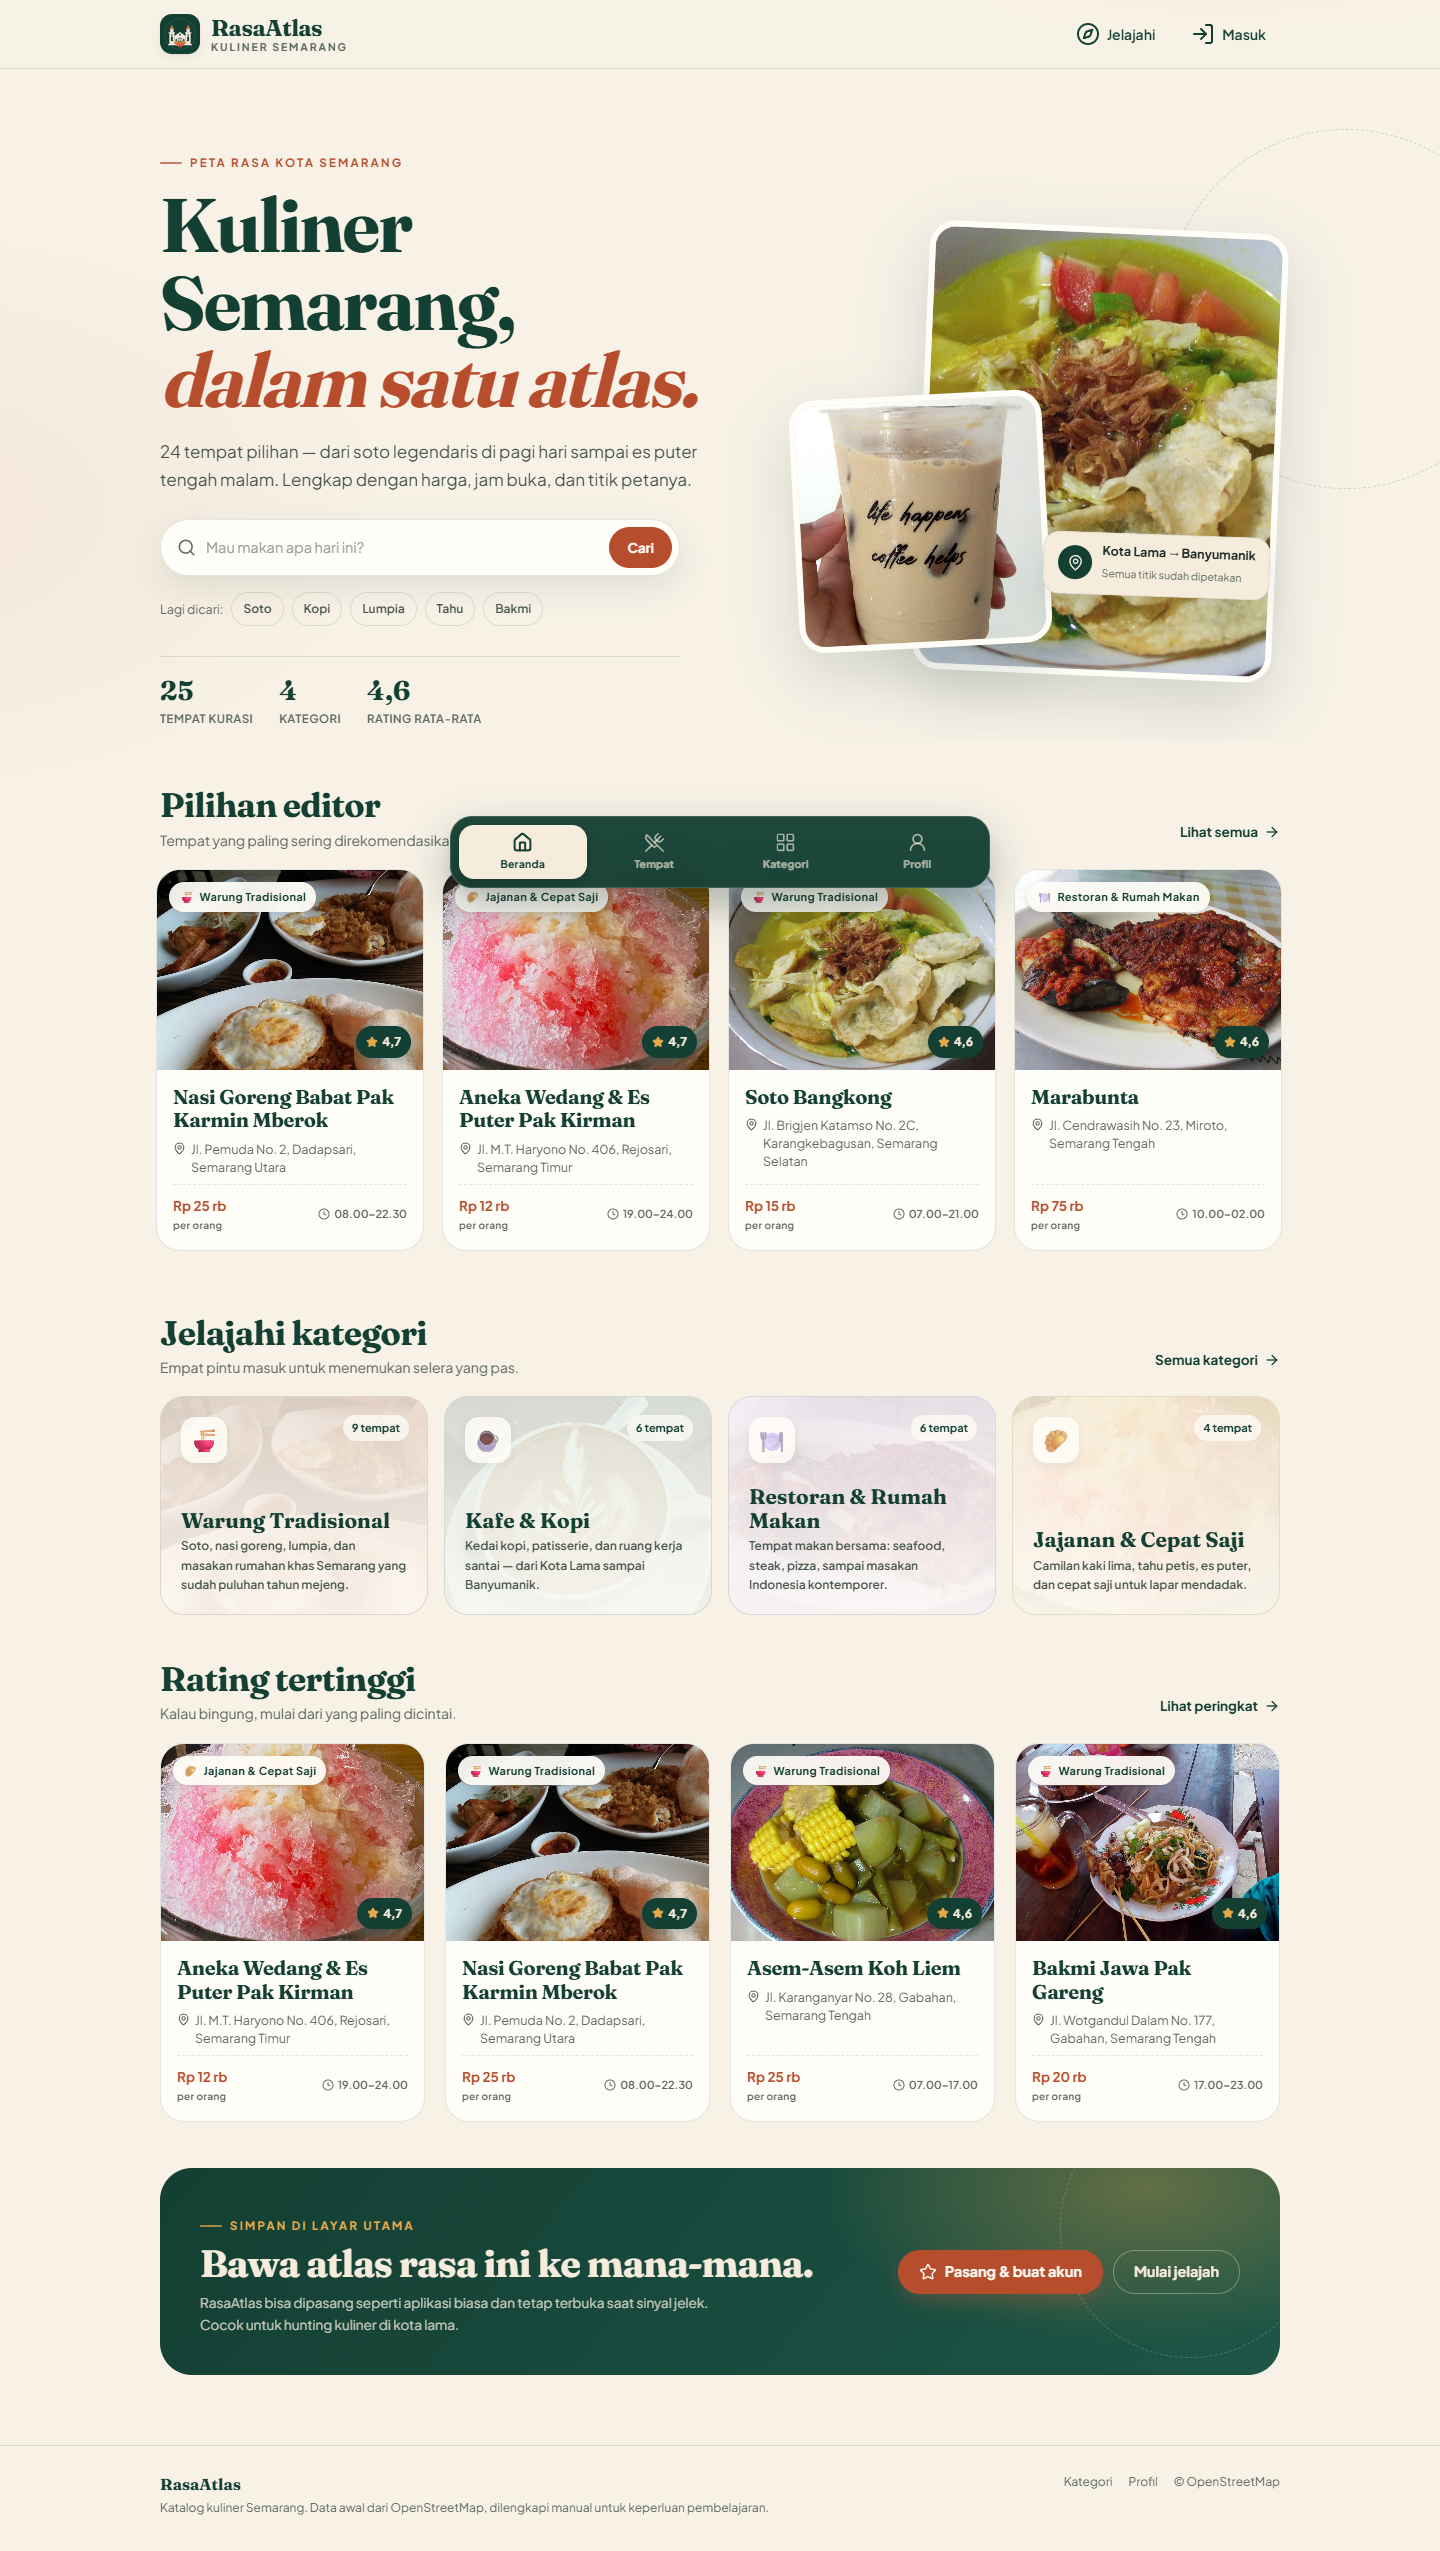 RasaAtlas
KULINER SEMARANG
Jelajahi
Masuk
PETA RASA KOTA SEMARANG
Kuliner
Semarang,
dalam satu atlas.
24 tempat pilihan — dari soto legendaris di pagi hari sampai es puter
tengah malam. Lengkap dengan harga, jam buka, dan titik petanya.
Mau makan apa hari ini?
Cari
Lagi dicari:
Soto
Kopi
Lumpia
Tahu
Bakmi
25
TEMPAT KURASI
4
KATEGORI
4,6
RATING RATA-RATA
life happens
coffee helps
Kota Lama → Banyumanik
Semua titik sudah dipetakan
Pilihan editor
Tempat yang paling sering direkomendasika
Lihat semua
Beranda
Tempat
Kategori
Profil
Warung Tradisional
4,7
Nasi Goreng Babat Pak
Karmin Mberok
Jl. Pemuda No. 2, Dadapsari,
Semarang Utara
Rp 25 rb
per orang
08.00–22.30
Jajanan & Cepat Saji
4,7
Aneka Wedang & Es
Puter Pak Kirman
Jl. M.T. Haryono No. 406, Rejosari,
Semarang Timur
Rp 12 rb
per orang
19.00–24.00
Warung Tradisional
4,6
Soto Bangkong
Jl. Brigjen Katamso No. 2C,
Karangkebagusan, Semarang
Selatan
Rp 15 rb
per orang
07.00–21.00
Restoran & Rumah Makan
4,6
Marabunta
Jl. Cendrawasih No. 23, Miroto,
Semarang Tengah
Rp 75 rb
per orang
10.00–02.00
Jelajahi kategori
Empat pintu masuk untuk menemukan selera yang pas.
Semua kategori
9 tempat
Warung Tradisional
Soto, nasi goreng, lumpia, dan
masakan rumahan khas Semarang yang
sudah puluhan tahun mejeng.
6 tempat
Kafe & Kopi
Kedai kopi, patisserie, dan ruang kerja
santai — dari Kota Lama sampai
Banyumanik.
6 tempat
Restoran & Rumah
Makan
Tempat makan bersama: seafood,
steak, pizza, sampai masakan
Indonesia kontemporer.
4 tempat
Jajanan & Cepat Saji
Camilan kaki lima, tahu petis, es puter,
dan cepat saji untuk lapar mendadak.
Rating tertinggi
Kalau bingung, mulai dari yang paling dicintai.
Lihat peringkat
Jajanan & Cepat Saji
4,7
Aneka Wedang & Es
Puter Pak Kirman
Jl. M.T. Haryono No. 406, Rejosari,
Semarang Timur
Rp 12 rb
per orang
19.00–24.00
Warung Tradisional
4,7
Nasi Goreng Babat Pak
Karmin Mberok
Jl. Pemuda No. 2, Dadapsari,
Semarang Utara
Rp 25 rb
per orang
08.00–22.30
Warung Tradisional
4,6
Asem-Asem Koh Liem
Jl. Karanganyar No. 28, Gabahan,
Semarang Tengah
Rp 25 rb
per orang
07.00–17.00
Warung Tradisional
4,6
Bakmi Jawa Pak
Gareng
Jl. Wotgandul Dalam No. 177,
Gabahan, Semarang Tengah
Rp 20 rb
per orang
17.00–23.00
SIMPAN DI LAYAR UTAMA
Bawa atlas rasa ini ke mana-mana.
RasaAtlas bisa dipasang seperti aplikasi biasa dan tetap terbuka saat sinyal jelek.
Cocok untuk hunting kuliner di kota lama.
Pasang & buat akun
Mulai jelajah
RasaAtlas
Katalog kuliner Semarang. Data awal dari OpenStreetMap, dilengkapi manual untuk keperluan pembelajaran.
Kategori
Profil
© OpenStreetMap